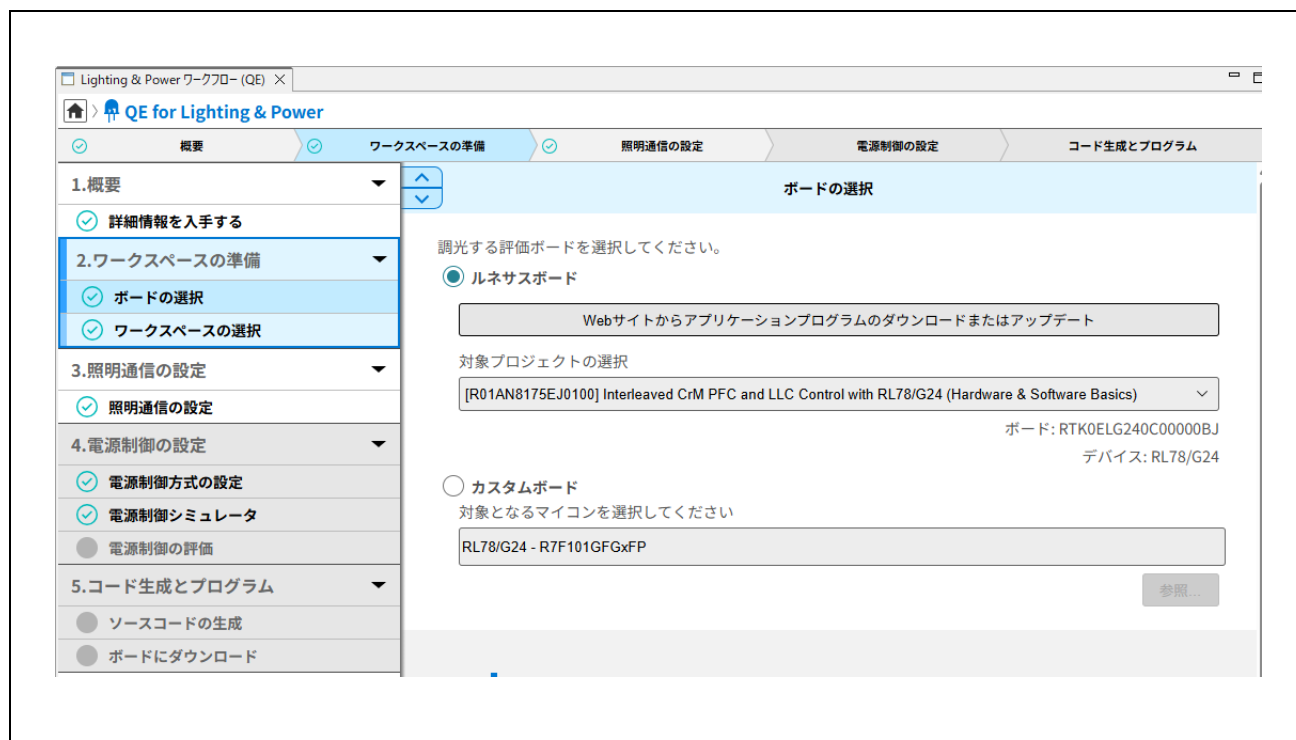 Lighting & Power ワークフロー (QE)
QE for Lighting & Power
概要
ワークスペースの準備
照明通信の設定
電源制御の設定
コード生成とプログラム
1.概要
詳細情報を入手する
2.ワークスペースの準備
ボードの選択
ワークスペースの選択
3.照明通信の設定
照明通信の設定
4.電源制御の設定
電源制御方式の設定
電源制御シミュレータ
電源制御の評価
5.コード生成とプログラム
ソースコードの生成
ボードにダウンロード
ボードの選択
調光する評価ボードを選択してください。
ルネサスボード
Webサイトからアプリケーションプログラムのダウンロードまたはアップデート
対象プロジェクトの選択
[R01AN8175EJ0100] Interleaved CrM PFC and LLC Control with RL78/G24 (Hardware & Software Basics)
ボード: RTK0ELG240C00000BJ
デバイス: RL78/G24
カスタムボード
対象となるマイコンを選択してください
RL78/G24 - R7F101GFGxFP
参照...